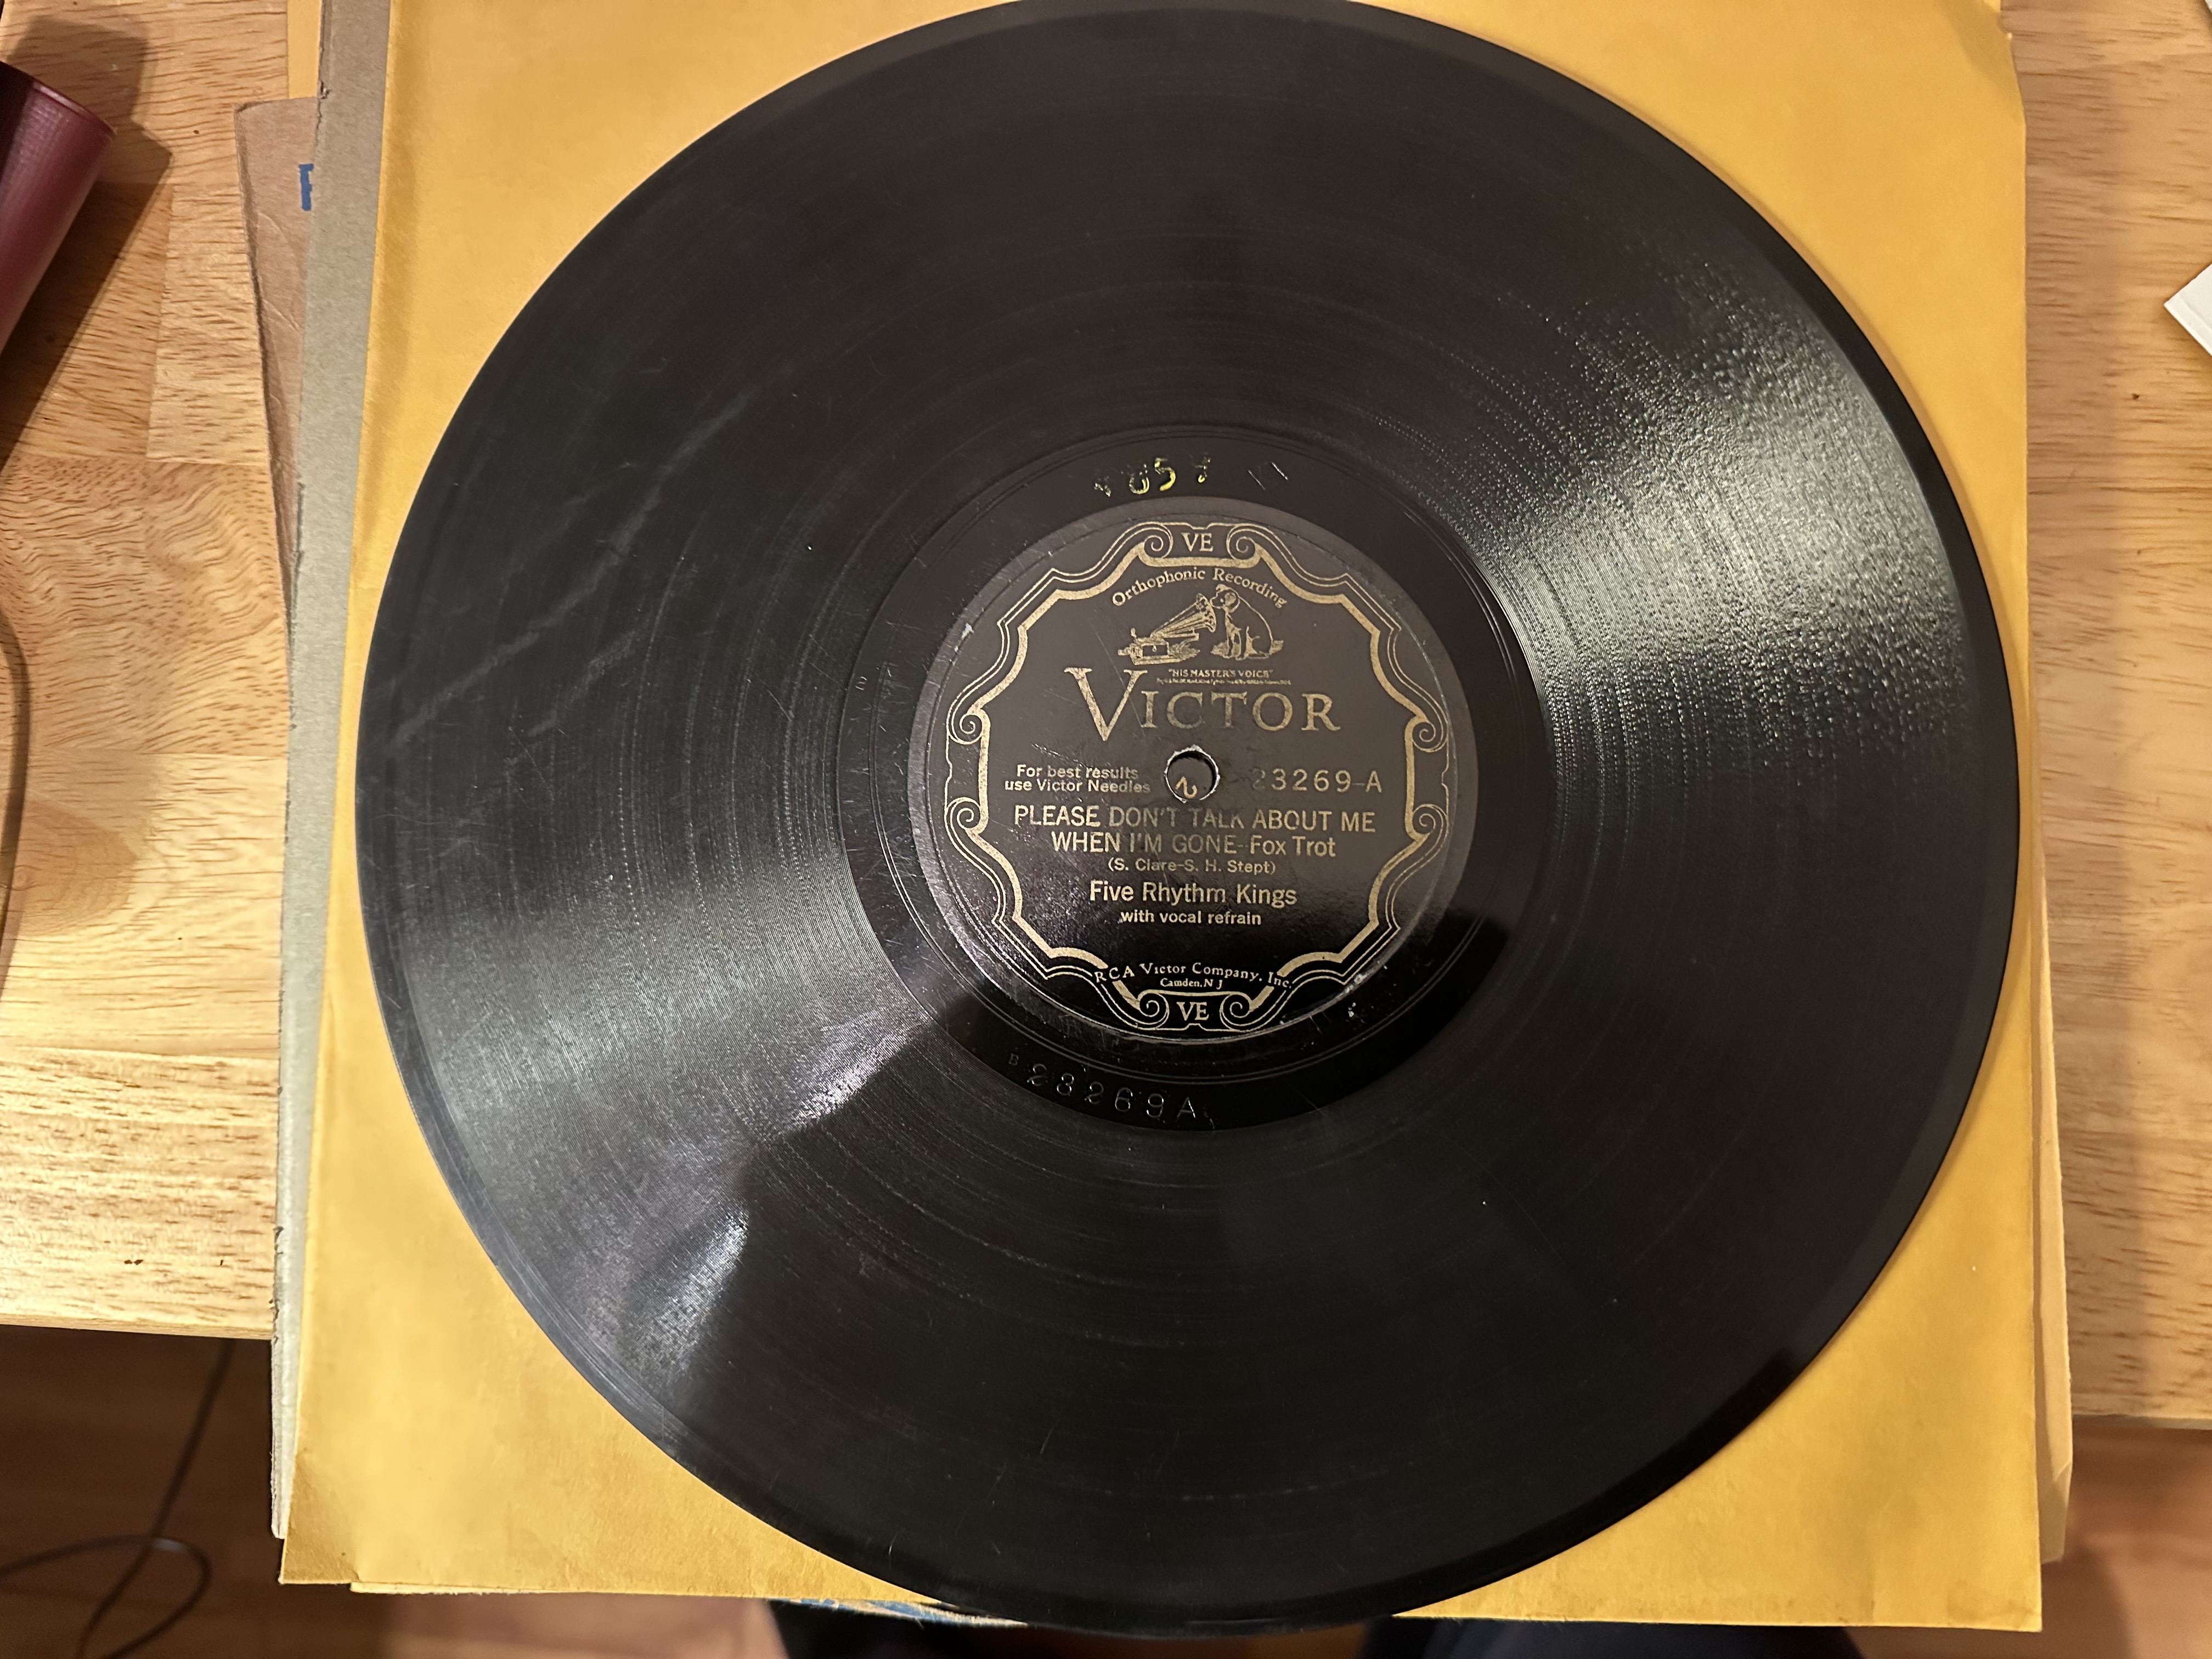 VE
Orthophonic Recording
"HIS MASTER'S VOICE"
VICTOR
For best results
use Victor Needles
23269-A
PLEASE DON'T TALK ABOUT ME
WHEN I'M GONE-Fox Trot
(S. Clare-S. H. Stept)
Five Rhythm Kings
with vocal refrain
RCA Victor Company, Inc.
Camden, N J
VE
B 23269A